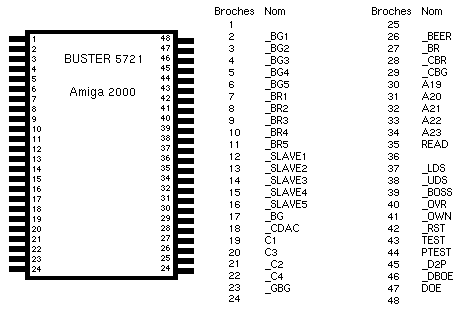 BUSTER 5721
Amiga 2000
1 48
2 47
3 46
4 45
5 44
6 43
7 42
8 41
9 40
10 39
11 38
12 37
13 36
14 35
15 34
16 33
17 32
18 31
19 30
20 29
21 28
22 27
23 26
24 25
Broches Nom
1
2 _BG1
3 _BG2
4 _BG3
5 _BG4
6 _BG5
7 _BR1
8 _BR2
9 _BR3
10 _BR4
11 _BR5
12 _SLAVE1
13 _SLAVE2
14 _SLAVE3
15 _SLAVE4
16 _SLAVE5
17 _BG
18 _CDAC
19 C1
20 C3
21 _C2
22 _C4
23 _GBG
24
Broches Nom
25
26 _BEER
27 _BR
28 _CBR
29 _CBG
30 A19
31 A20
32 A21
33 A22
34 A23
35 READ
36
37 _LDS
38 _UDS
39 _BOSS
40 _OVR
41 _OWN
42 _RST
43 TEST
44 PTEST
45 _D2P
46 _DBOE
47 DOE
48